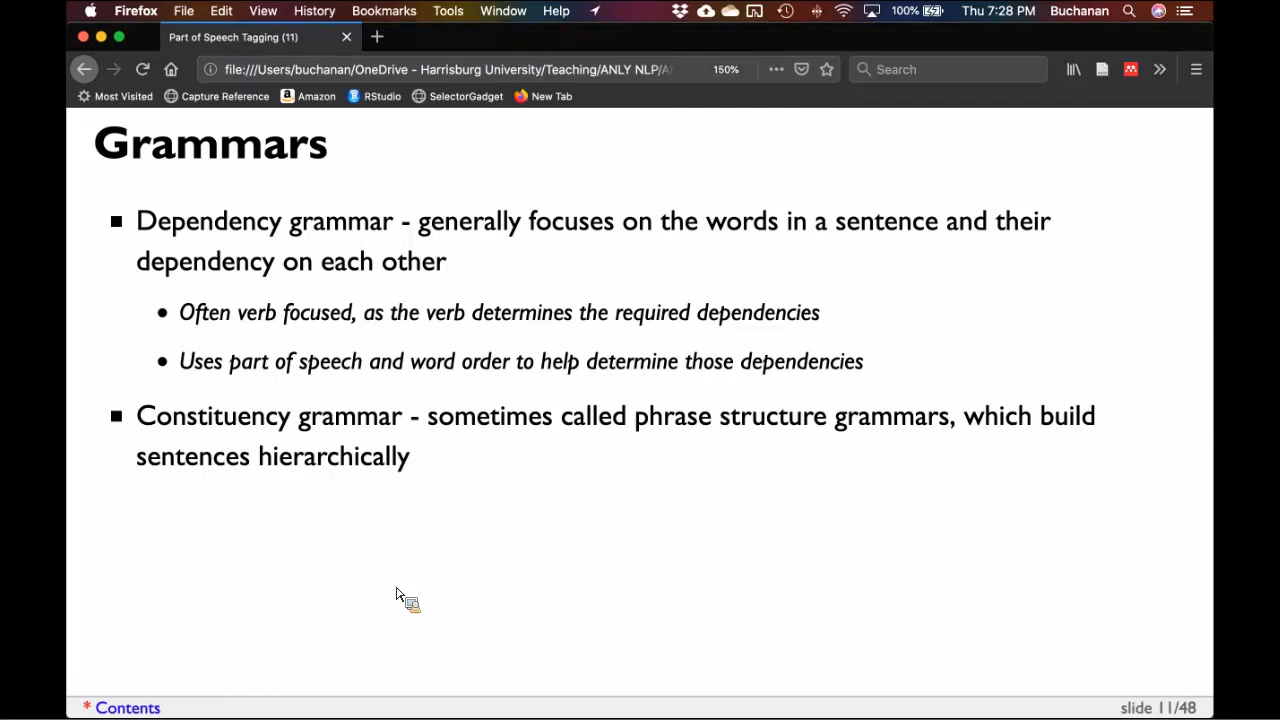 Firefox File Edit View History Bookmarks Tools Window Help 100% Thu 7:28 PM Buchanan
Part of Speech Tagging (11)
file:///Users/buchanan/OneDrive - Harrisburg University/Teaching/ANLY NLP/A 150% Search
Most Visited Capture Reference Amazon RStudio SelectorGadget New Tab
Grammars
Dependency grammar - generally focuses on the words in a sentence and their
dependency on each other
Often verb focused, as the verb determines the required dependencies
Uses part of speech and word order to help determine those dependencies
Constituency grammar - sometimes called phrase structure grammars, which build
sentences hierarchically
* Contents slide 11/48